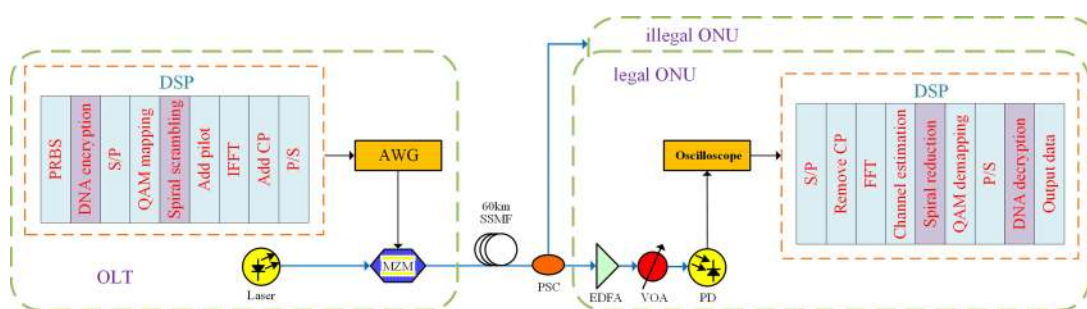 illegal ONU
legal ONU
DSP
PRBS
DNA encryption
S/P
QAM mapping
Spiral scrambling
Add pilot
IFFT
Add CP
P/S
AWG
60km
SSMF
Laser
MZM
OLT
PSC
EDFA
VOA
PD
Oscilloscope
DSP
S/P
Remove CP
FFT
Channel estimation
Spiral reduction
QAM demapping
P/S
DNA decryption
Output data